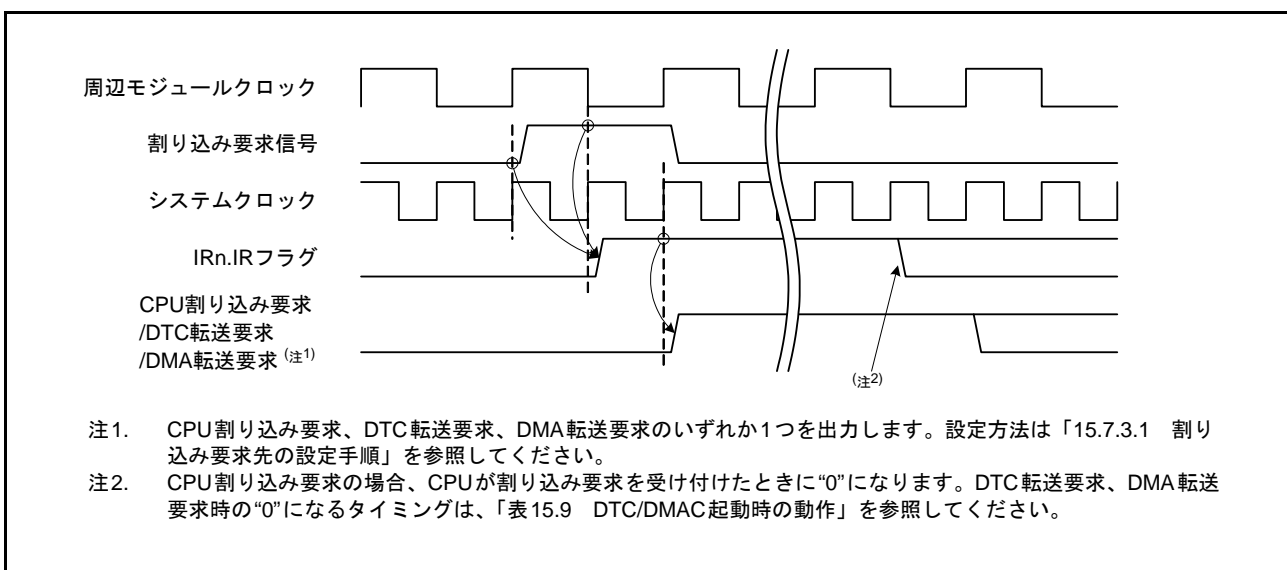 周辺モジュールクロック
割り込み要求信号
システムクロック
IRn.IRフラグ
CPU割り込み要求
/DTC転送要求
/DMA転送要求 (注1)
(注2)
注1. CPU割り込み要求、DTC転送要求、DMA転送要求のいずれか1つを出力します。設定方法は「15.7.3.1 割り
込み要求先の設定手順」を参照してください。
注2. CPU割り込み要求の場合、CPUが割り込み要求を受け付けたときに“0”になります。DTC転送要求、DMA転送
要求時の“0”になるタイミングは、「表15.9 DTC/DMAC起動時の動作」を参照してください。